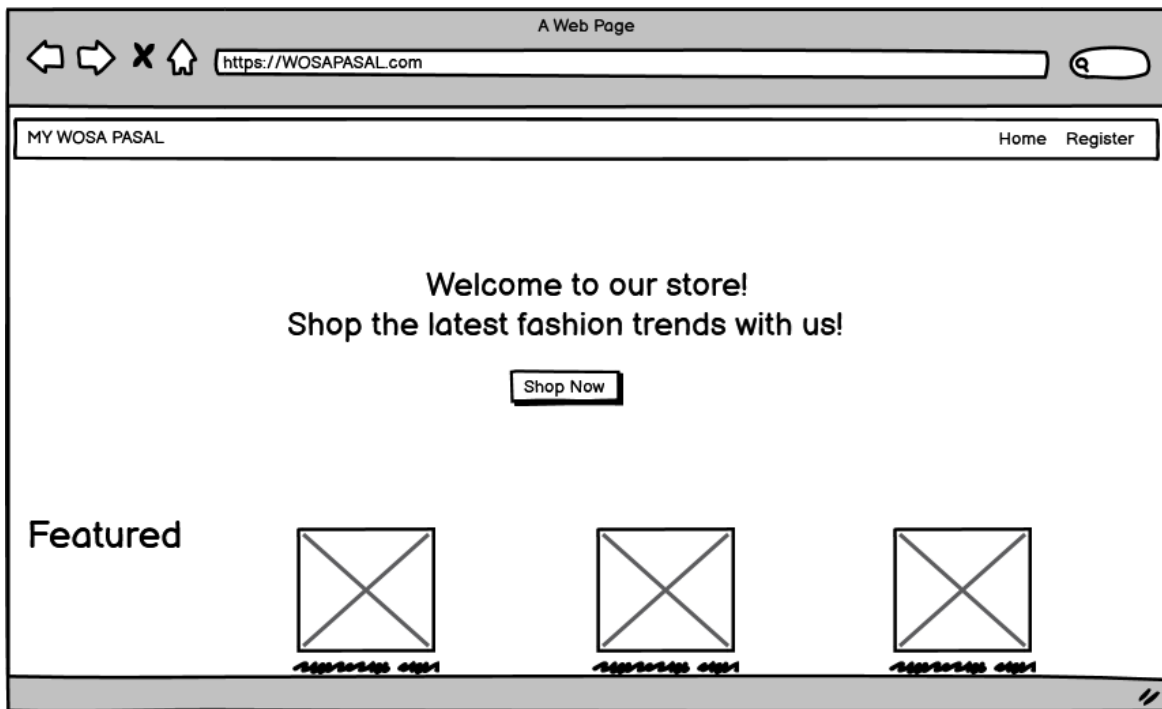 A Web Page
https://WOSAPASAL.com
MY WOSA PASAL Home Register
Welcome to our store!
Shop the latest fashion trends with us!
Shop Now
Featured